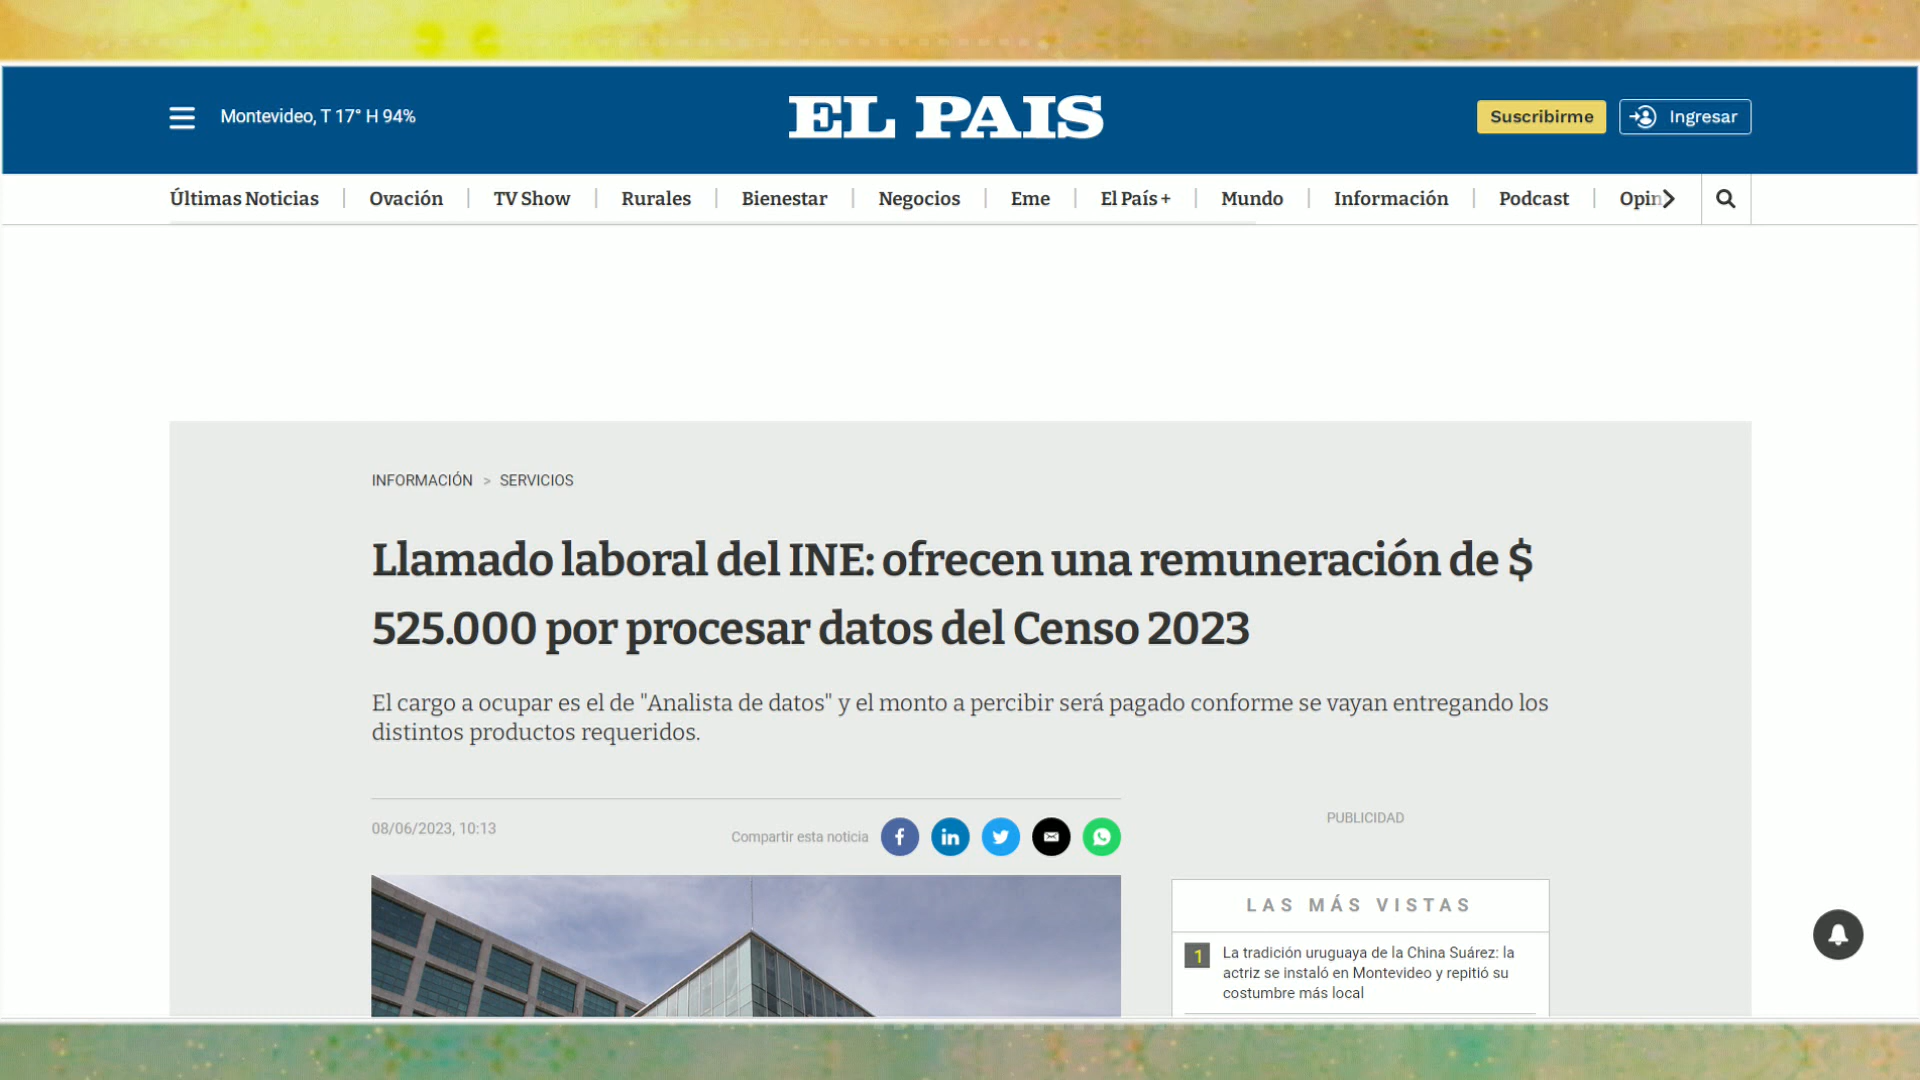 Montevideo, T 17° H 94%
EL PAIS
Suscribirme
Ingresar
Últimas Noticias
Ovación
TV Show
Rurales
Bienestar
Negocios
Eme
El País +
Mundo
Información
Podcast
Opin
INFORMACIÓN > SERVICIOS
Llamado laboral del INE: ofrecen una remuneración de $
525.000 por procesar datos del Censo 2023
El cargo a ocupar es el de "Analista de datos" y el monto a percibir será pagado conforme se vayan entregando los
distintos productos requeridos.
08/06/2023, 10:13
Compartir esta noticia
PUBLICIDAD
LAS MÁS VISTAS
1
La tradición uruguaya de la China Suárez: la
actriz se instaló en Montevideo y repitió su
costumbre más local